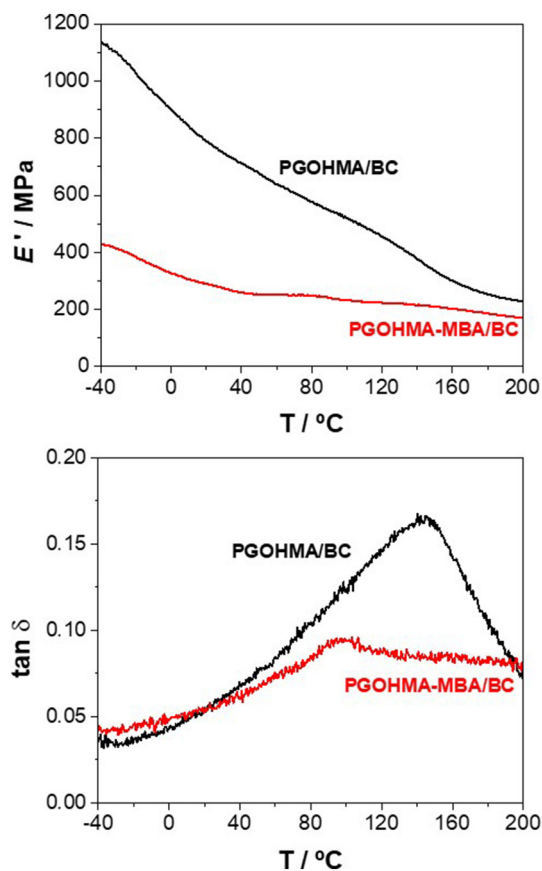 1200
1000
800
600
400
200
0
E ' / MPa
PGOHMA/BC
PGOHMA-MBA/BC
-40 0 40 80 120 160 200
T / ºC
0.20
0.15
0.10
0.05
0.00
tan δ
PGOHMA/BC
PGOHMA-MBA/BC
-40 0 40 80 120 160 200
T / ºC